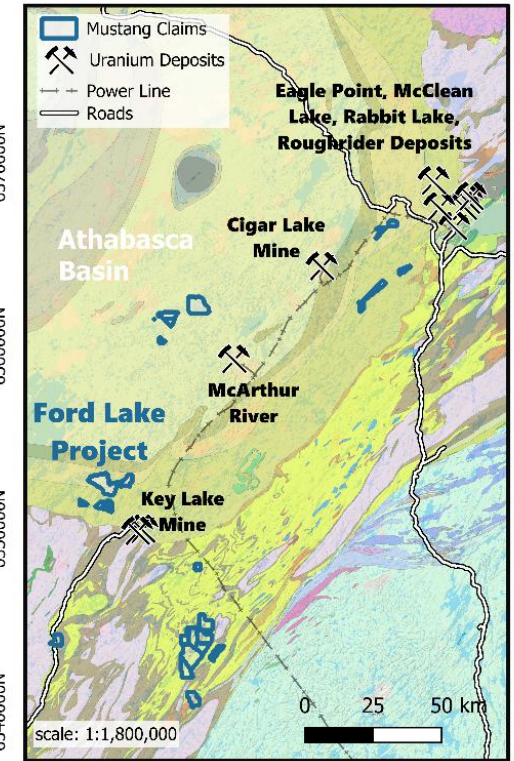 Mustang Claims
Uranium Deposits
Power Line
Roads
Eagle Point, McClean
Lake, Rabbit Lake,
Roughrider Deposits
Cigar Lake
Mine
Athabasca
Basin
McArthur
River
Ford Lake
Project
Key Lake
Mine
0 25 50 km
scale: 1:1,800,000